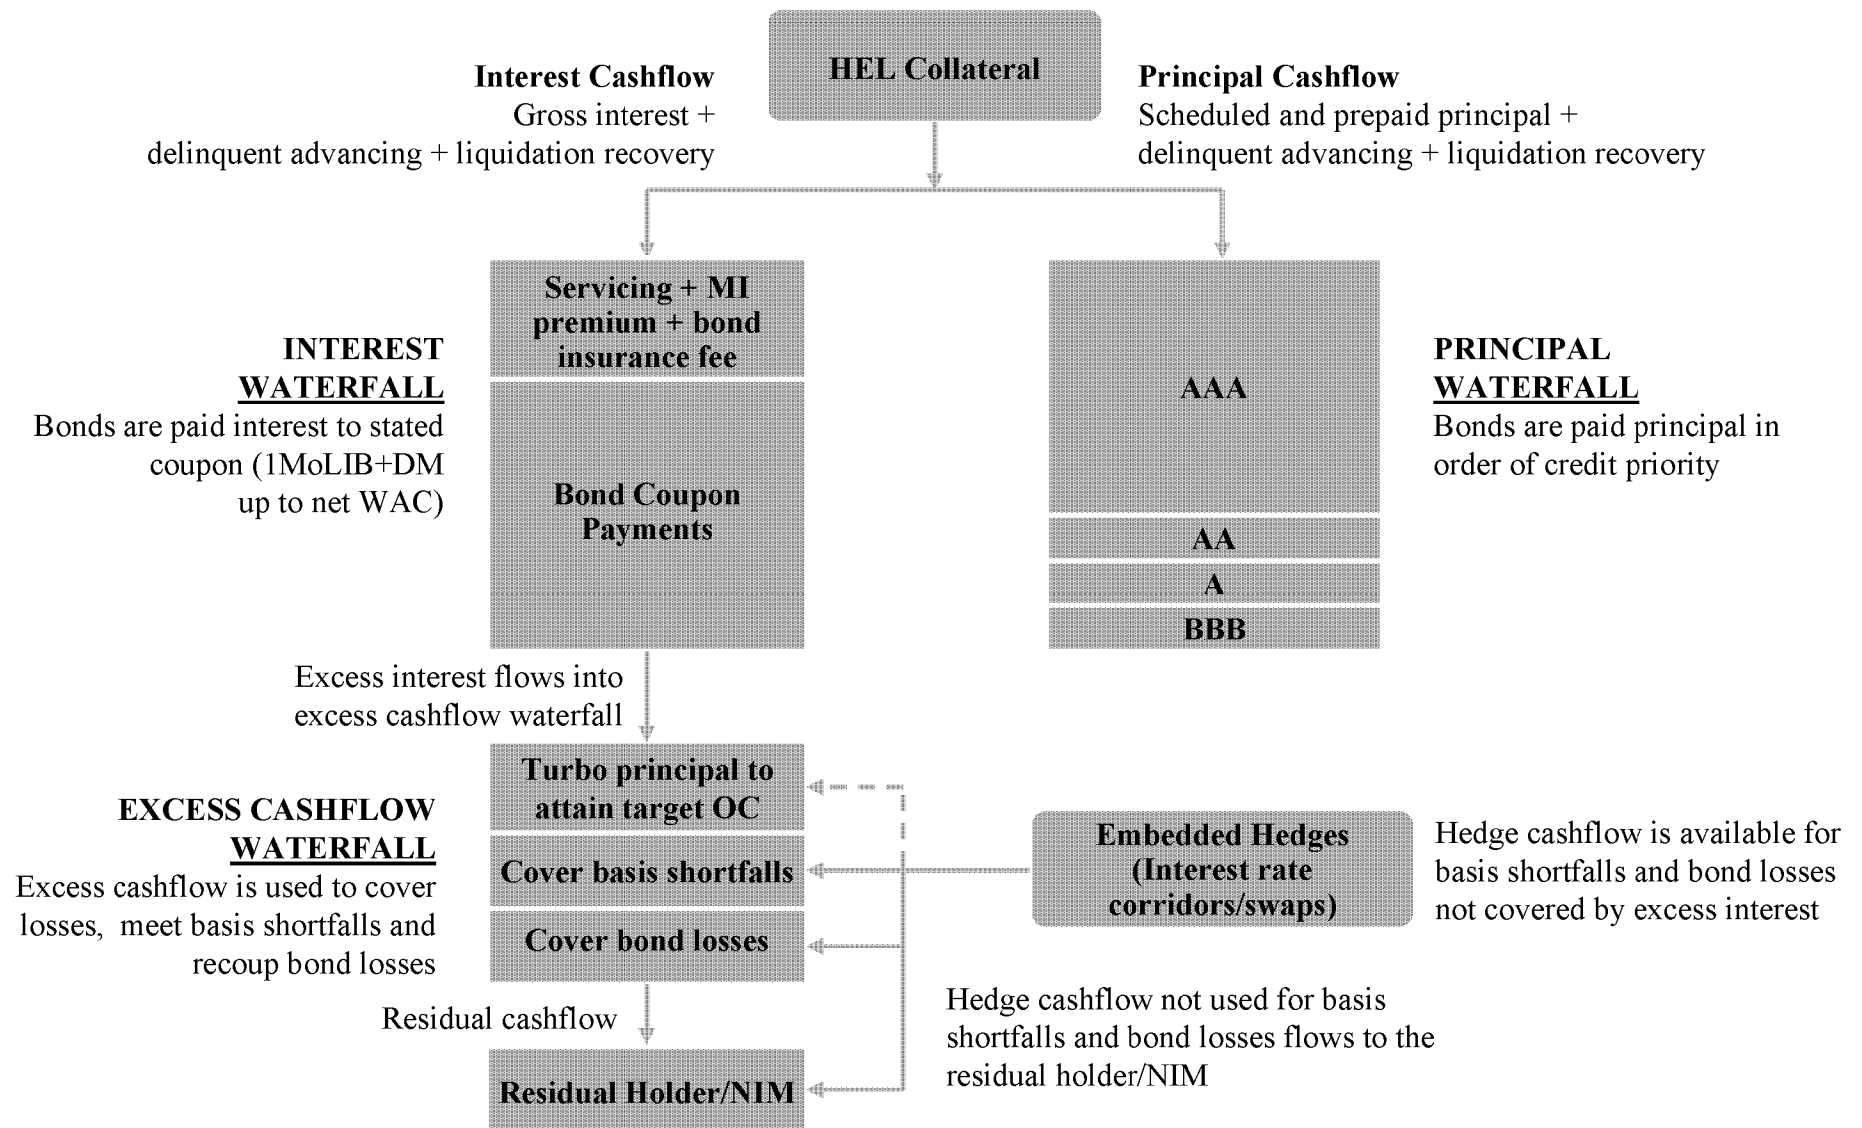 HEL Collateral
Interest Cashflow
Gross interest +
delinquent advancing + liquidation recovery
Principal Cashflow
Scheduled and prepaid principal +
delinquent advancing + liquidation recovery
INTEREST
WATERFALL
Bonds are paid interest to stated
coupon (1MoLIB+DM
up to net WAC)
Servicing + MI
premium + bond
insurance fee
Bond Coupon
Payments
AAA
AA
A
BBB
PRINCIPAL
WATERFALL
Bonds are paid principal in
order of credit priority
Excess interest flows into
excess cashflow waterfall
EXCESS CASHFLOW
WATERFALL
Excess cashflow is used to cover
losses, meet basis shortfalls and
recoup bond losses
Turbo principal to
attain target OC
Cover basis shortfalls
Cover bond losses
Embedded Hedges
(Interest rate
corridors/swaps)
Hedge cashflow is available for
basis shortfalls and bond losses
not covered by excess interest
Residual cashflow
Hedge cashflow not used for basis
shortfalls and bond losses flows to the
residual holder/NIM
Residual Holder/NIM